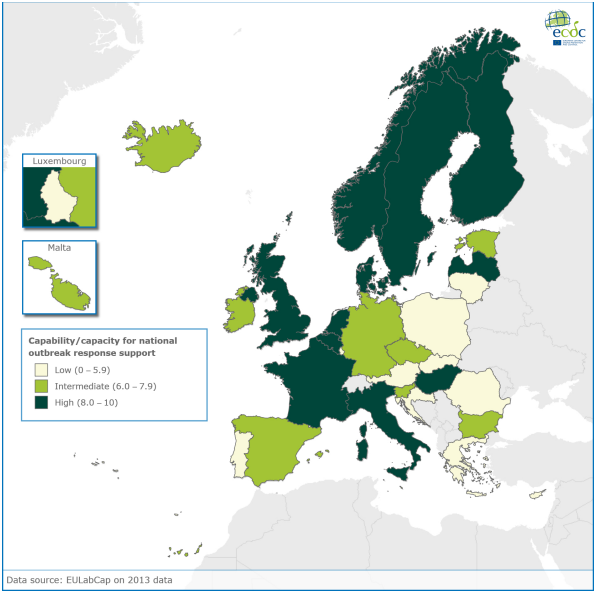 ecdc
Luxembourg
Malta
Capability/capacity for national
outbreak response support
Low (0 – 5.9)
Intermediate (6.0 – 7.9)
High (8.0 – 10)
Data source: EULabCap on 2013 data